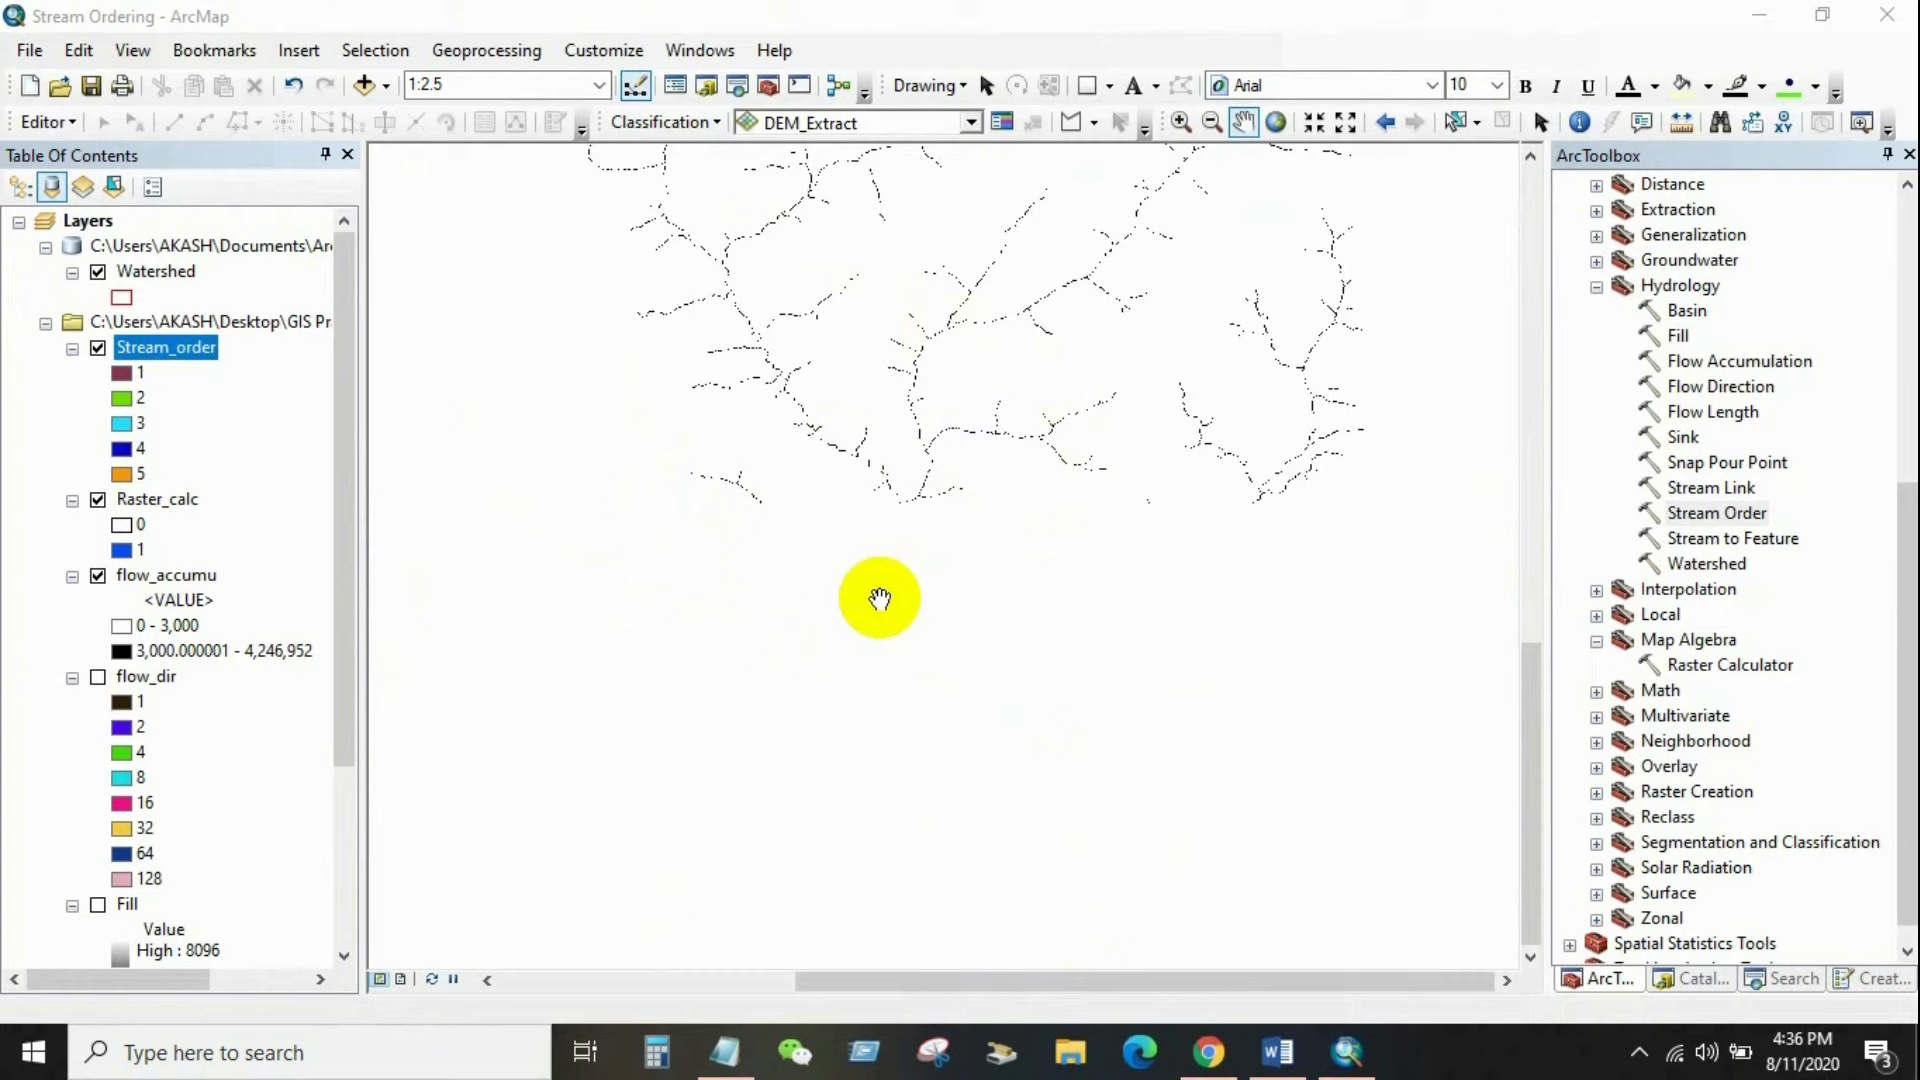 Stream Ordering - ArcMap
File Edit View Bookmarks Insert Selection Geoprocessing Customize Windows Help
1:2.5 Drawing Arial 10 B I U A
Editor Classification DEM_Extract
Table Of Contents
Layers
C:\Users\AKASH\Documents\Ar
Watershed
C:\Users\AKASH\Desktop\GIS Pr
Stream_order
1
2
3
4
5
Raster_calc
0
1
flow_accumu
<VALUE>
0 - 3,000
3,000.000001 - 4,246,952
flow_dir
1
2
4
8
16
32
64
128
Fill
Value
High : 8096
ArcToolbox
Distance
Extraction
Generalization
Groundwater
Hydrology
Basin
Fill
Flow Accumulation
Flow Direction
Flow Length
Sink
Snap Pour Point
Stream Link
Stream Order
Stream to Feature
Watershed
Interpolation
Local
Map Algebra
Raster Calculator
Math
Multivariate
Neighborhood
Overlay
Raster Creation
Reclass
Segmentation and Classification
Solar Radiation
Surface
Zonal
Spatial Statistics Tools
ArcT... Catal... Search Creat...
Type here to search
4:36 PM
8/11/2020
3